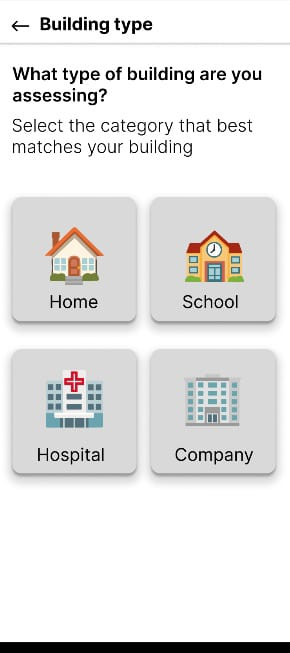 ← Building type
What type of building are you
assessing?
Select the category that best
matches your building
Home
School
Hospital
Company